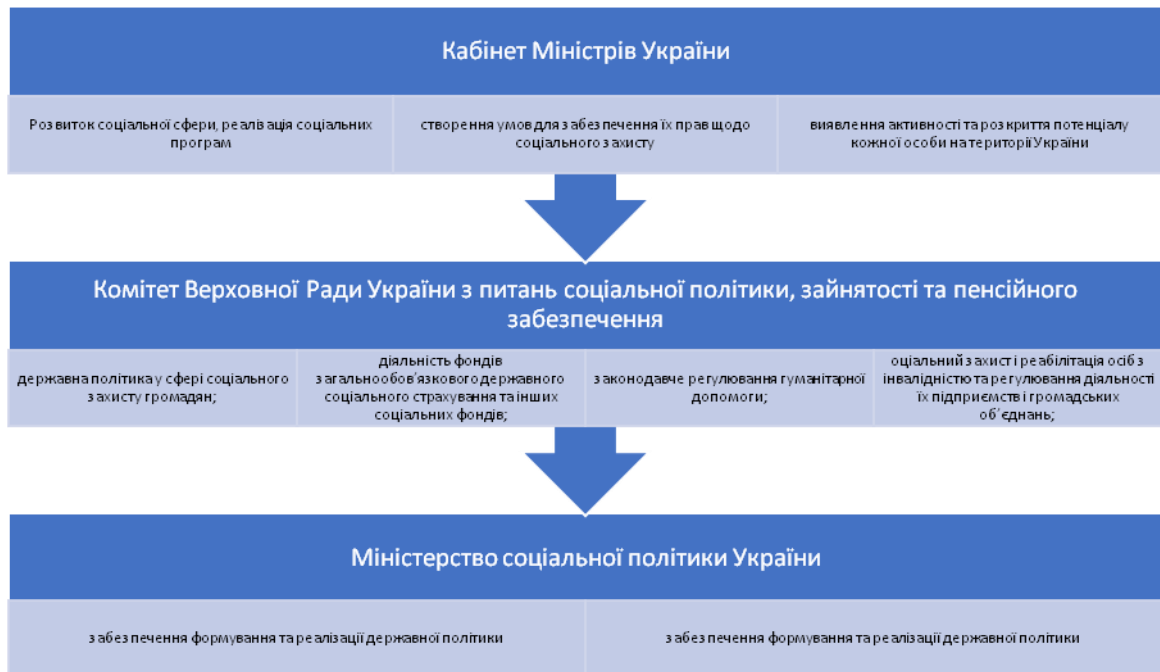 Кабінет Міністрів України
Розвиток соціальної сфери, реалізація соціальних
програм
створення умов для забезпечення їх прав щодо
соціального захисту
виявлення активності та розкриття потенціалу
кожної особи на території України
Комітет Верховної Ради України з питань соціальної політики, зайнятості та пенсійного
забезпечення
державна політика у сфері соціального
захисту громадян;
діяльність фондів
загальнообов’язкового державного
соціального страхування та інших
соціальних фондів;
законодавче регулювання гуманітарної
допомоги;
оціальний захист і реабілітація осіб з
інвалідністю та регулювання діяльності
їх підприємств і громадських
об’єднань;
Міністерство соціальної політики України
забезпечення формування та реалізації державної політики
забезпечення формування та реалізації державної політики